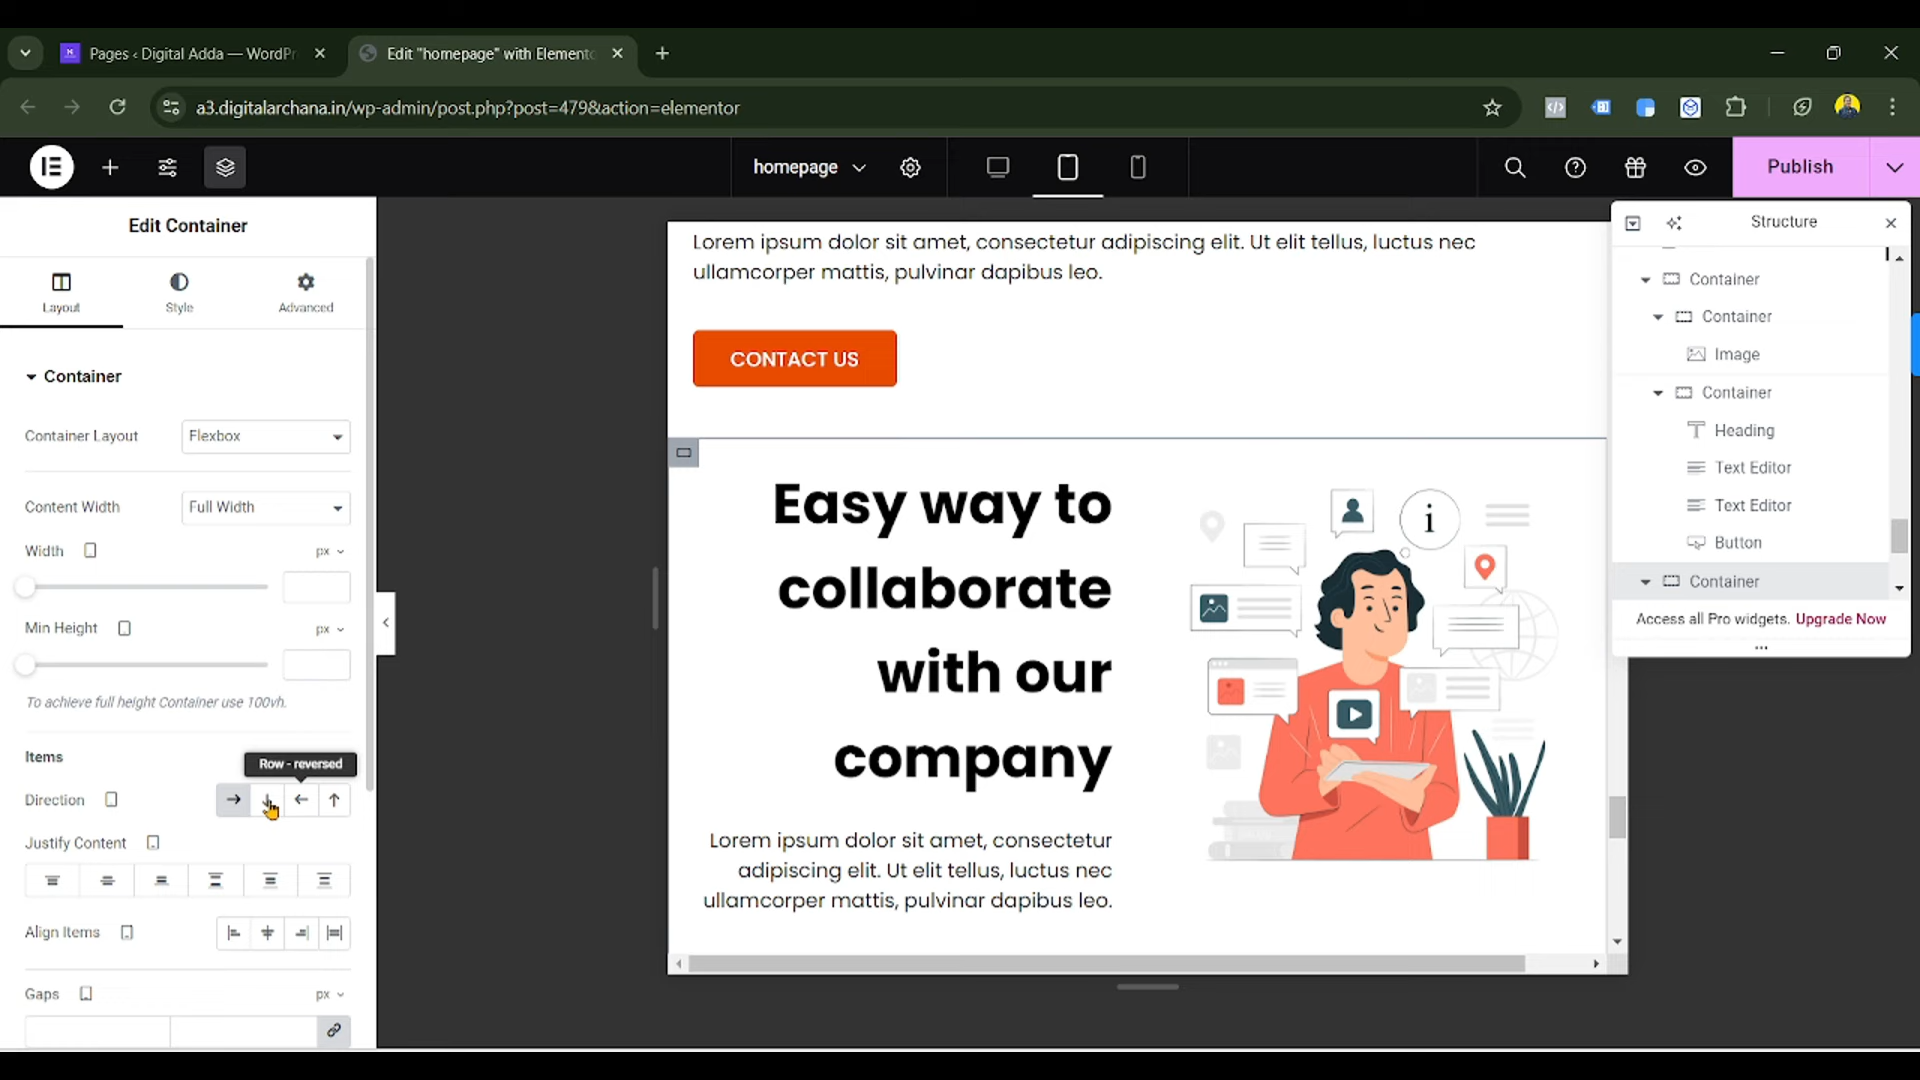 Pages ‹ Digital Adda — WordPr
Edit "homepage" with Elemento
a3.digitalarchana.in/wp-admin/post.php?post=479&action=elementor
homepage
Publish
Edit Container
Layout
Style
Advanced
Container
Container Layout
Flexbox
Content Width
Full Width
Width
px
Min Height
px
To achieve full height Container use 100vh.
Items
Row - reversed
Direction
Justify Content
Align Items
Gaps
px
Lorem ipsum dolor sit amet, consectetur adipiscing elit. Ut elit tellus, luctus nec
ullamcorper mattis, pulvinar dapibus leo.
CONTACT US
Easy way to
collaborate
with our
company
Lorem ipsum dolor sit amet, consectetur
adipiscing elit. Ut elit tellus, luctus nec
ullamcorper mattis, pulvinar dapibus leo.
i
Structure
Container
Container
Image
Container
Heading
Text Editor
Text Editor
Button
Container
Access all Pro widgets. Upgrade Now